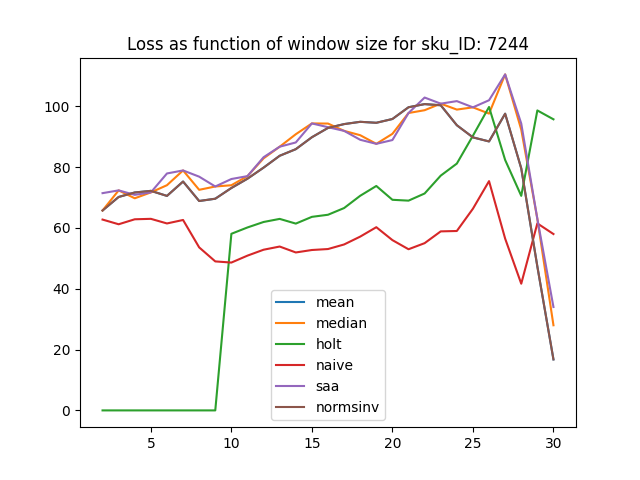 Loss as function of window size for sku_ID: 7244
100
80
60
40
20
0
mean
median
holt
naive
saa
normsinv
5 10 15 20 25 30